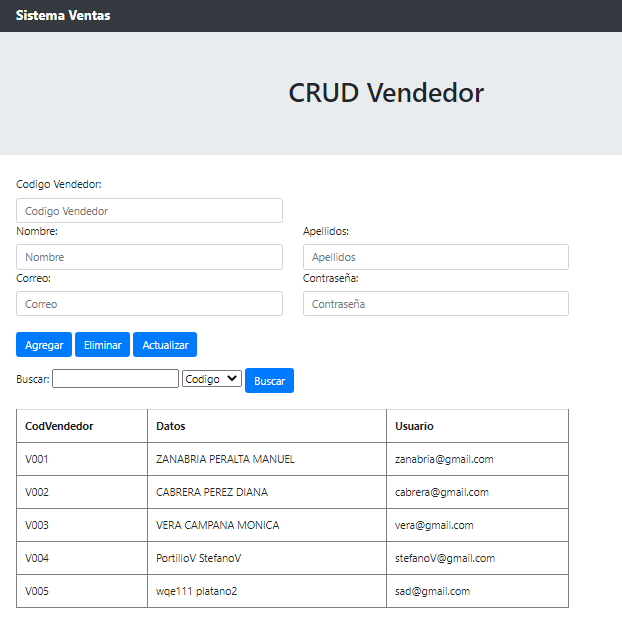 Sistema Ventas
CRUD Vendedor
Codigo Vendedor:
Codigo Vendedor
Nombre: Apellidos:
Nombre Apellidos
Correo: Contraseña:
Correo Contraseña
Agregar Eliminar Actualizar
Buscar: Codigo Buscar
CodVendedor Datos Usuario
V001 ZANABRIA PERALTA MANUEL zanabria@gmail.com
V002 CABRERA PEREZ DIANA cabrera@gmail.com
V003 VERA CAMPANA MONICA vera@gmail.com
V004 PortilloV StefanoV stefanoV@gmail.com
V005 wqe111 platano2 sad@gmail.com